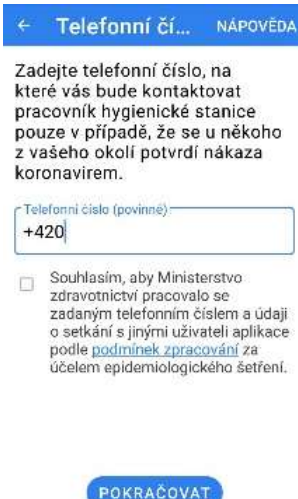 ← Telefonní čí... NÁPOVĚDA
Zadejte telefonní číslo, na
které vás bude kontaktovat
pracovník hygienické stanice
pouze v případě, že se u někoho
z vašeho okolí potvrdí nákaza
koronavirem.
Telefonní číslo (povinné)
+420
Souhlasím, aby Ministerstvo
zdravotnictví pracovalo se
zadaným telefonním číslem a údaji
o setkání s jinými uživateli aplikace
podle podmínek zpracování za
účelem epidemiologického šetření.
POKRAČOVAT